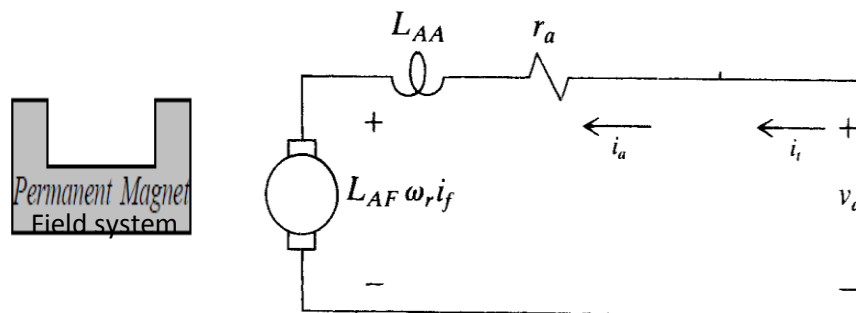 L_AA
r_a
+
+
i_a
i_t
Permanent Magnet
Field system
L_AF ω_r i_f
v_a
−
−